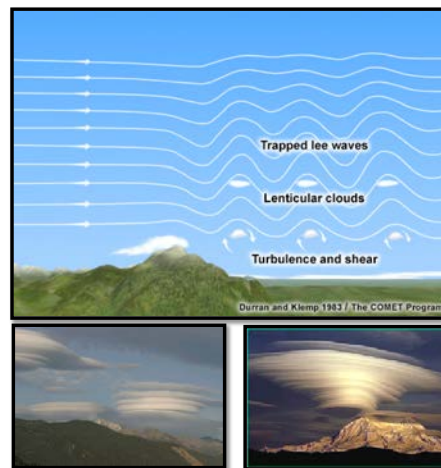 Trapped lee waves
Lenticular clouds
Turbulence and shear
Durran and Klemp 1983 / The COMET Program